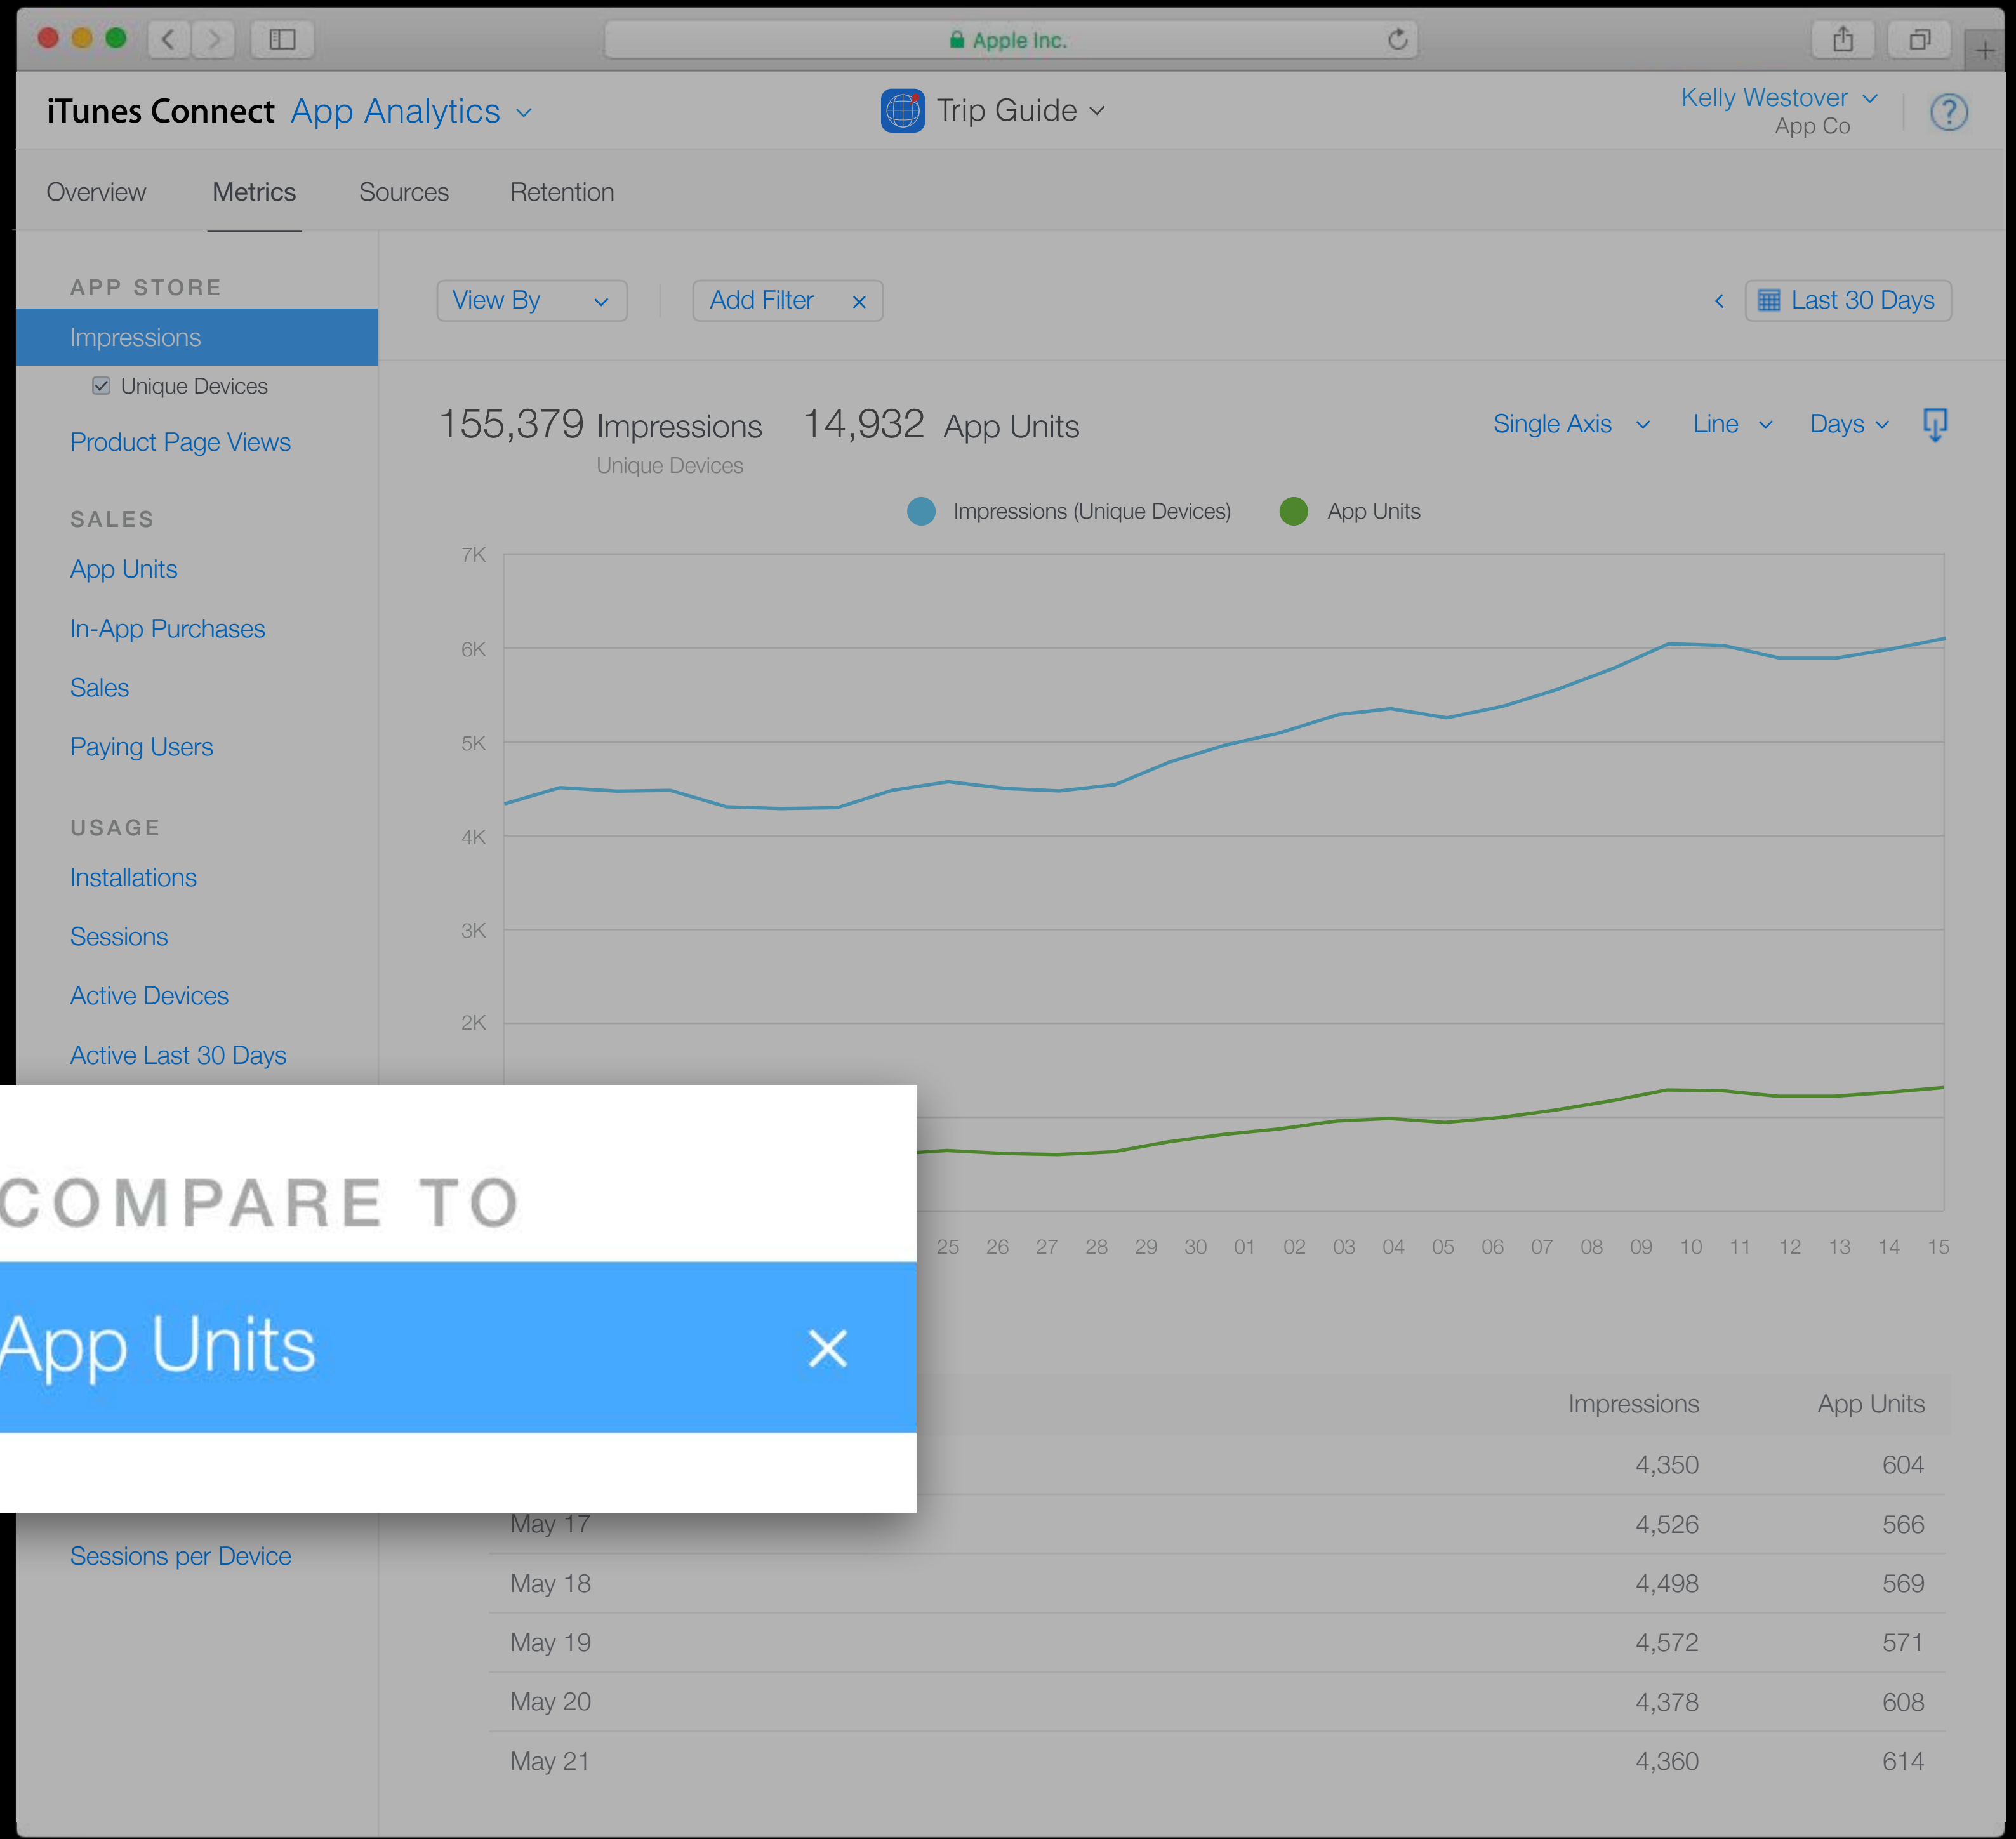 Apple Inc.
iTunes Connect App Analytics
Trip Guide
Kelly Westover
App Co
?
Overview Metrics Sources Retention
APP STORE
Impressions
Unique Devices
Product Page Views
SALES
App Units
In-App Purchases
Sales
Paying Users
USAGE
Installations
Sessions
Active Devices
Active Last 30 Days
COMPARE TO
App Units ×
Sessions per Device
View By
Add Filter ×
Last 30 Days
155,379 Impressions 14,932 App Units
Unique Devices
Single Axis Line Days
Impressions (Unique Devices) App Units
7K
6K
5K
4K
3K
2K
25 26 27 28 29 30 01 02 03 04 05 06 07 08 09 10 11 12 13 14 15
Impressions App Units
4,350 604
May 17 4,526 566
May 18 4,498 569
May 19 4,572 571
May 20 4,378 608
May 21 4,360 614